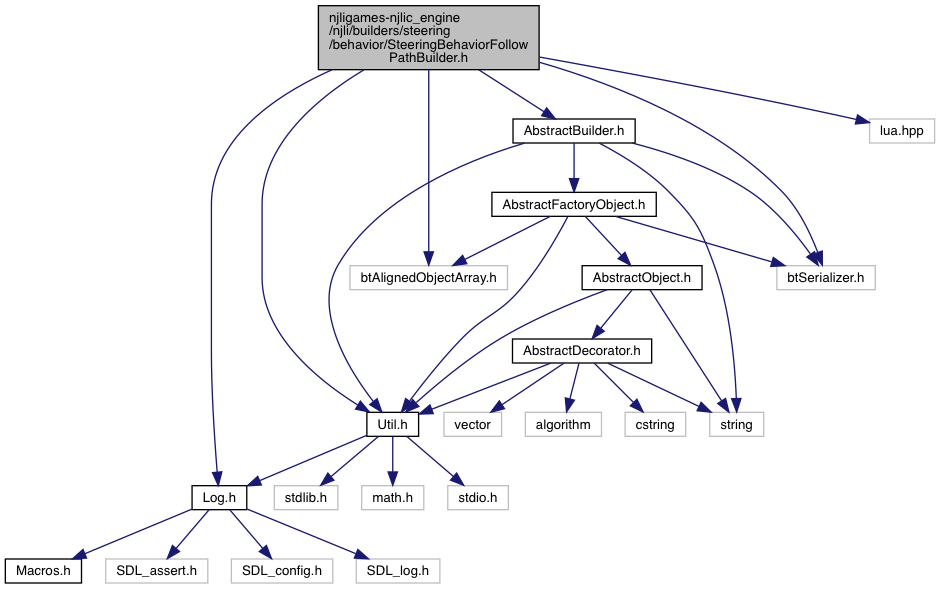 njligames-njlic_engine
/njli/builders/steering
/behavior/SteeringBehaviorFollow
PathBuilder.h
AbstractBuilder.h
lua.hpp
AbstractFactoryObject.h
btAlignedObjectArray.h
AbstractObject.h
btSerializer.h
AbstractDecorator.h
Util.h
vector
algorithm
cstring
string
Log.h
stdlib.h
math.h
stdio.h
Macros.h
SDL_assert.h
SDL_config.h
SDL_log.h